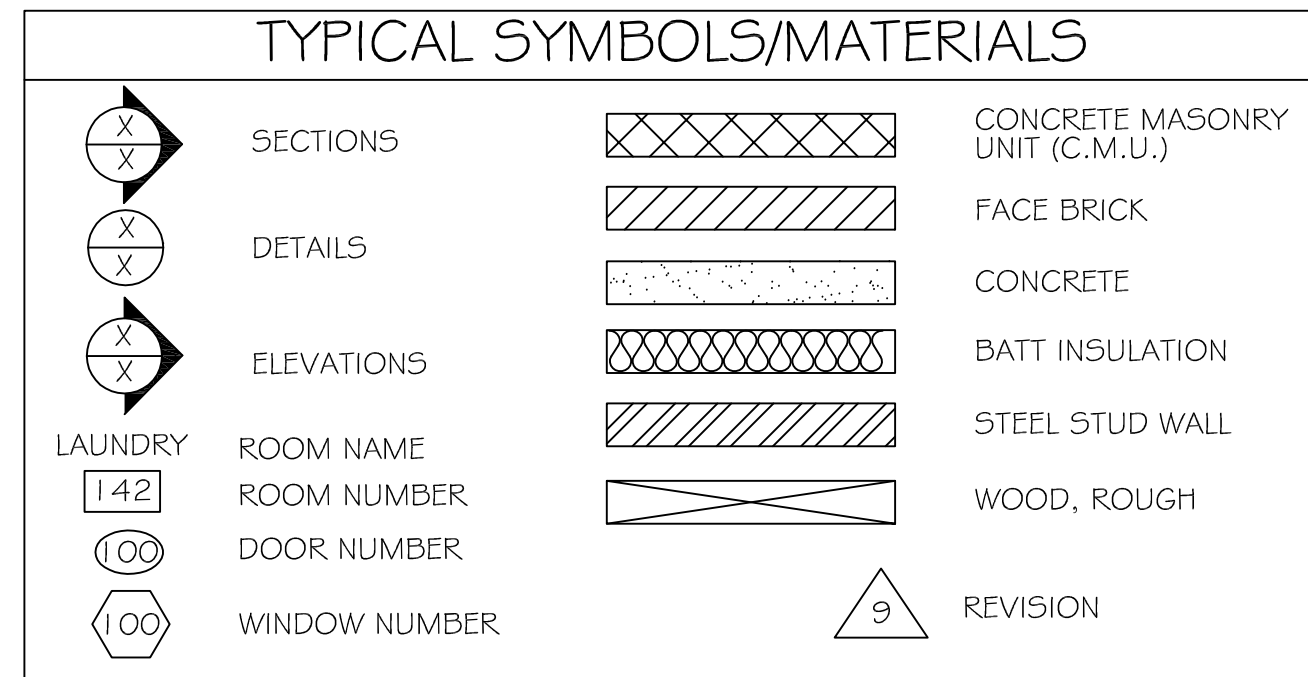 TYPICAL SYMBOLS/MATERIALS
X
X
SECTIONS
X
X
DETAILS
X
X
ELEVATIONS
LAUNDRY
ROOM NAME
142
ROOM NUMBER
100
DOOR NUMBER
100
WINDOW NUMBER
CONCRETE MASONRY
UNIT (C.M.U.)
FACE BRICK
CONCRETE
BATT INSULATION
STEEL STUD WALL
WOOD, ROUGH
9
REVISION